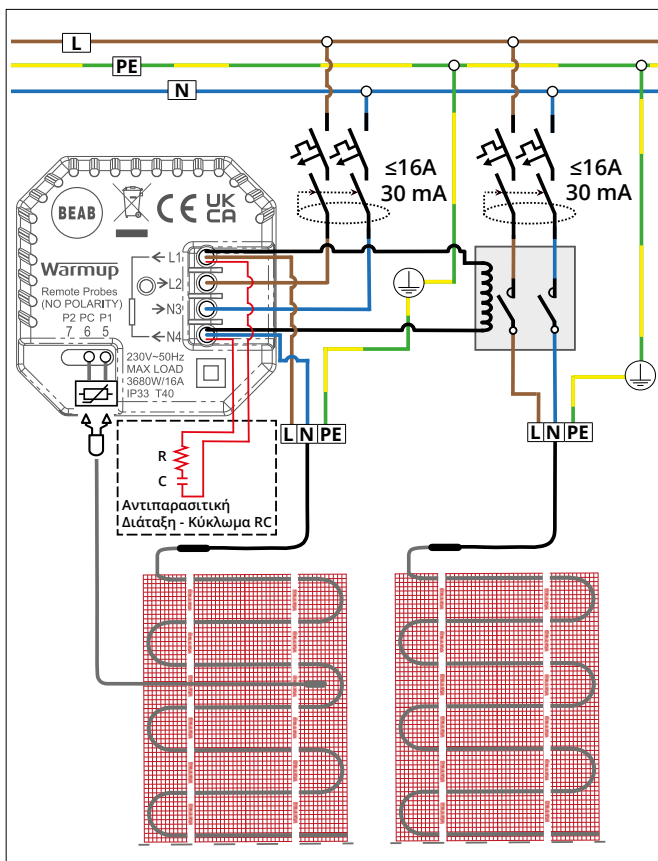 L
PE
N
≤16A
30 mA
≤16A
30 mA
BEAB
CE
UK
CA
Warmup
Remote Probes
(NO POLARITY)
P2 PC P1
7 6 5
L1
L2
N3
N4
230V~50Hz
MAX LOAD
3680W/16A
IP33 T40
L N PE
L N PE
R
C
Αντιπαρασιτική
Διάταξη - Κύκλωμα RC